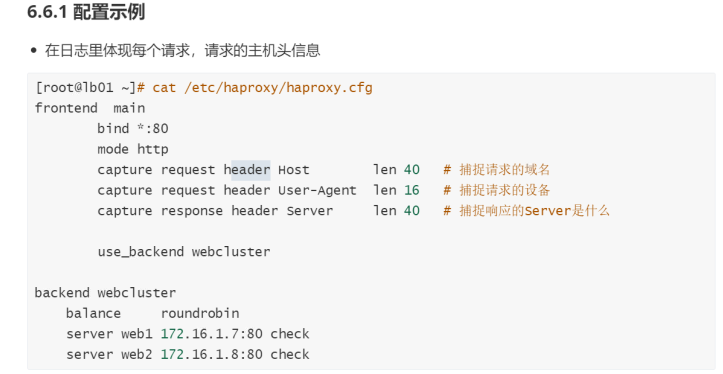 6.6.1 配置示例
• 在日志里体现每个请求，请求的主机头信息
[root@lb01 ~]# cat /etc/haproxy/haproxy.cfg
frontend  main
        bind *:80
        mode http
        capture request header Host        len 40   # 捕捉请求的域名
        capture request header User-Agent  len 16   # 捕捉请求的设备
        capture response header Server     len 40   # 捕捉响应的Server是什么
        use_backend webcluster
backend webcluster
    balance     roundrobin
    server web1 172.16.1.7:80 check
    server web2 172.16.1.8:80 check